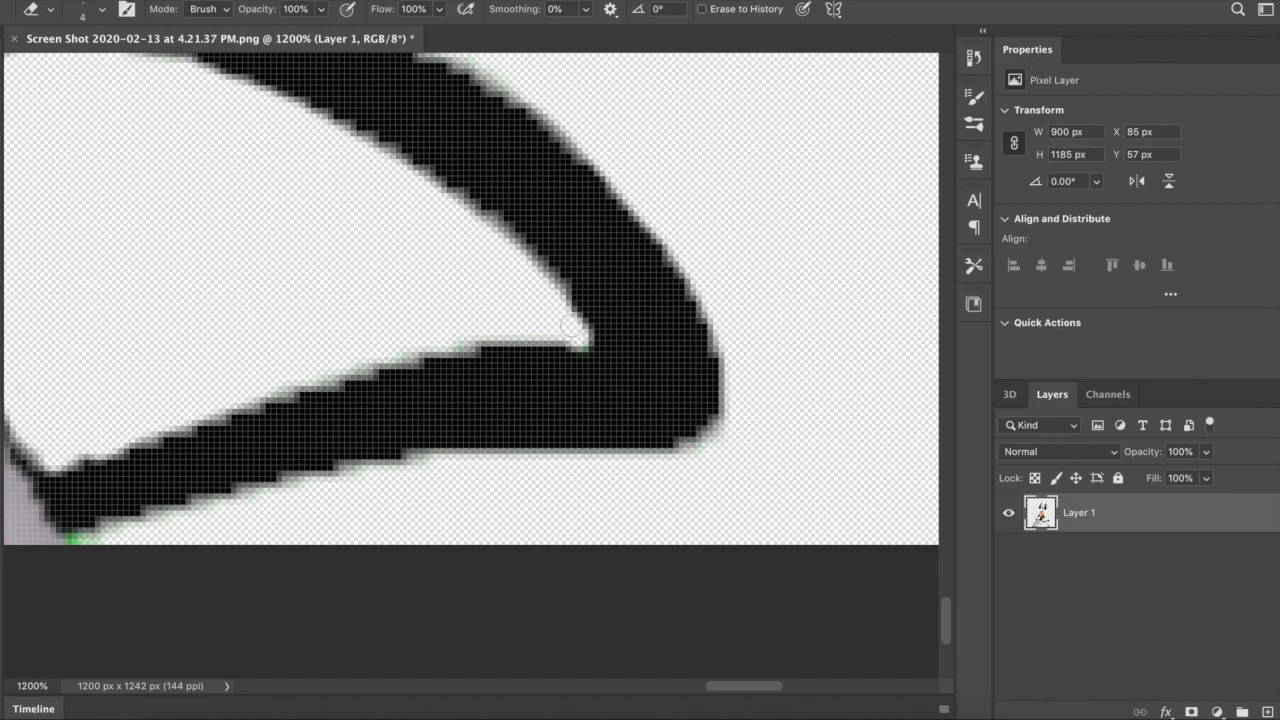 Mode: Brush Opacity: 100% Flow: 100% Smoothing: 0% 0° Erase to History
4
× Screen Shot 2020-02-13 at 4.21.37 PM.png @ 1200% (Layer 1, RGB/8*) *
Properties
Pixel Layer
Transform
W 900 px X 85 px
H 1185 px Y 57 px
0.00°
Align and Distribute
Align:
Quick Actions
3D Layers Channels
Kind
Normal Opacity: 100%
Lock: Fill: 100%
Layer 1
1200% 1200 px x 1242 px (144 ppi)
Timeline